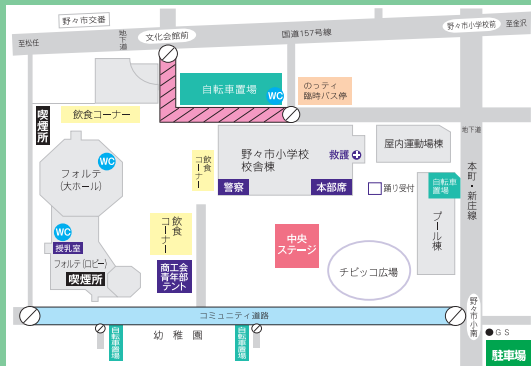 野々市交番
至松任
地下道
文化会館前
国道157号線
野々市小学校前
至金沢
自転車置場
WC
のっティ
臨時バス停
喫煙所
飲食コーナー
地下道
フォルテ
(大ホール)
WC
飲食
コーナー
野々市小学校
校舎棟
救護
屋内運動場棟
警察
本部席
踊り受付
自転車
置場
本町・新庄線
プール棟
WC
授乳室
フォルテ(ロビー)
喫煙所
飲食
コーナー
商工会
青年部
テント
中央
ステージ
チビッコ広場
コミュニティ道路
野々市小南
自転車置場
幼稚園
自転車置場
GS
駐車場